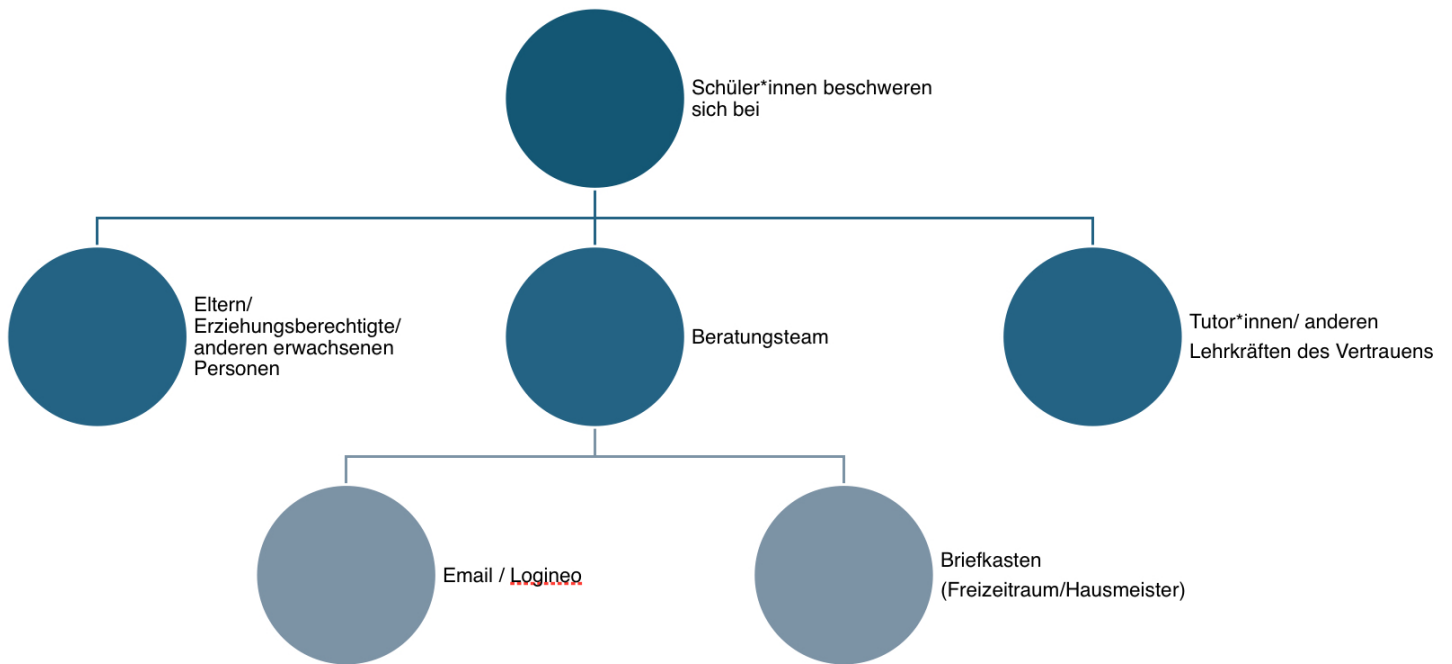 Schüler*innen beschweren
sich bei
Eltern/
Erziehungsberechtigte/
anderen erwachsenen
Personen
Beratungsteam
Tutor*innen/ anderen
Lehrkräften des Vertrauens
Email / Logineo
Briefkasten
(Freizeitraum/Hausmeister)